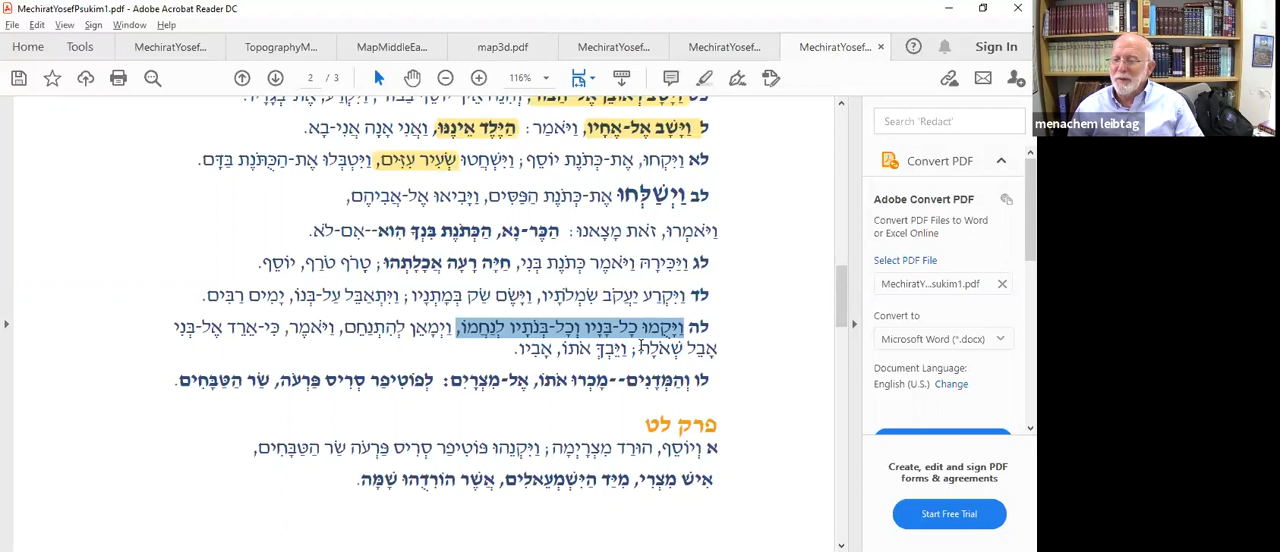 MechiratYosefPsukim1.pdf - Adobe Acrobat Reader DC
File Edit View Sign Window Help
Home Tools MechiratYosef_... TopographyM... MapMiddleEa... map3d.pdf MechiratYosef_... MechiratYosef... MechiratYosef... × Sign In
2 / 3 116%
ל וַיָּשָׁב אֶל-אֶחָיו, וַיֹּאמַר: הַיֶּלֶד אֵינֶנּוּ, וַאֲנִי אָנָה אֲנִי-בָא.
לא וַיִּקְחוּ, אֶת-כְּתֹנֶת יוֹסֵף; וַיִּשְׁחֲטוּ שְׂעִיר עִזִּים, וַיִּטְבְּלוּ אֶת-הַכֻּתֹּנֶת בַּדָּם.
לב וַיְשַׁלְּחוּ אֶת-כְּתֹנֶת הַפַּסִּים, וַיָּבִיאוּ אֶל-אֲבִיהֶם,
וַיֹּאמְרוּ, זֹאת מָצָאנוּ: הַכֶּר-נָא, הַכְּתֹנֶת בִּנְךָ הִוא--אִם-לֹא.
לג וַיַּכִּירָהּ וַיֹּאמֶר כְּתֹנֶת בְּנִי, חַיָּה רָעָה אֲכָלָתְהוּ; טָרֹף טֹרַף, יוֹסֵף.
לד וַיִּקְרַע יַעֲקֹב שִׂמְלֹתָיו, וַיָּשֶׂם שַׂק בְּמָתְנָיו; וַיִּתְאַבֵּל עַל-בְּנוֹ, יָמִים רַבִּים.
לה וַיָּקֻמוּ כָל-בָּנָיו וְכָל-בְּנֹתָיו לְנַחֲמוֹ, וַיְמָאֵן לְהִתְנַחֵם, וַיֹּאמֶר, כִּי-אֵרֵד אֶל-בְּנִי
אָבֵל שְׁאֹלָה; וַיֵּבְךְּ אֹתוֹ, אָבִיו.
לו וְהַמְּדָנִים--מָכְרוּ אֹתוֹ, אֶל-מִצְרָיִם: לְפוֹטִיפַר סְרִיס פַּרְעֹה, שַׂר הַטַּבָּחִים.
פרק לט
א וְיוֹסֵף, הוּרַד מִצְרָיְמָה; וַיִּקְנֵהוּ פּוֹטִיפַר סְרִיס פַּרְעֹה שַׂר הַטַּבָּחִים,
אִישׁ מִצְרִי, מִיַּד הַיִּשְׁמְעֵאלִים, אֲשֶׁר הוֹרִדֻהוּ שָׁמָּה.
Search 'Redact'
Convert PDF
Adobe Convert PDF
Convert PDF Files to Word
or Excel Online
Select PDF File
MechiratY...sukim1.pdf ×
Convert to
Microsoft Word (*.docx)
Document Language:
English (U.S.) Change
Create, edit and sign PDF
forms & agreements
Start Free Trial
menachem leibtag